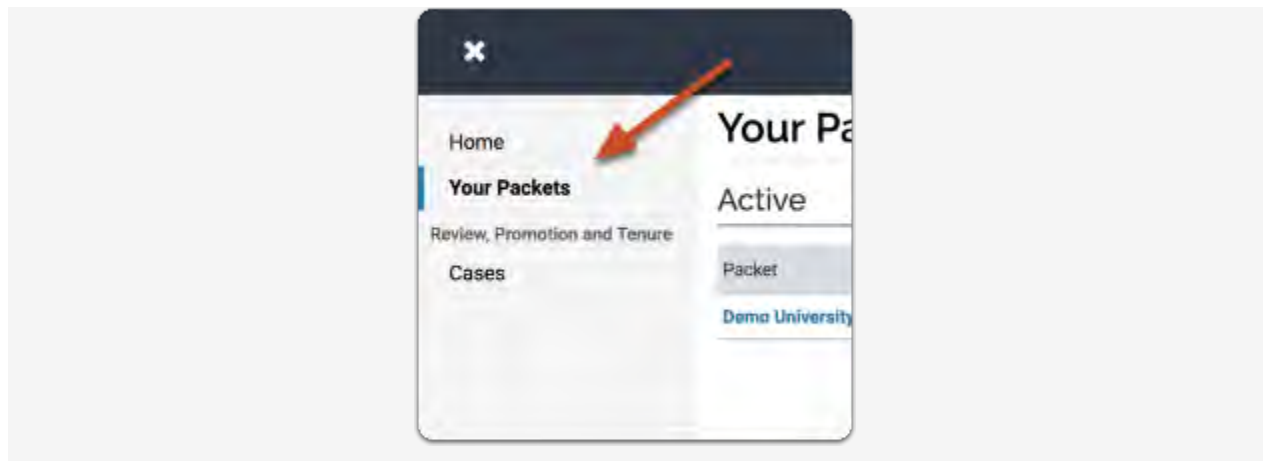 Home
Your Packets
Review, Promotion and Tenure
Cases
Your Pa
Active
Packet
Demo University